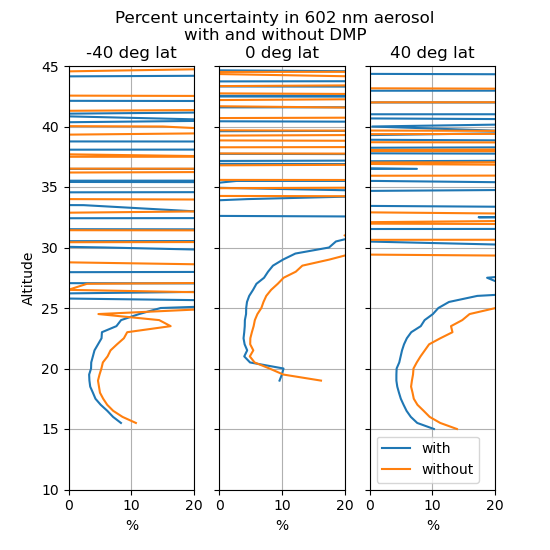 Percent uncertainty in 602 nm aerosol
with and without DMP
-40 deg lat
0 deg lat
40 deg lat
45
40
35
30
25
20
15
10
Altitude
0
20
0
10
20
0
10
20
%
%
%
with
without